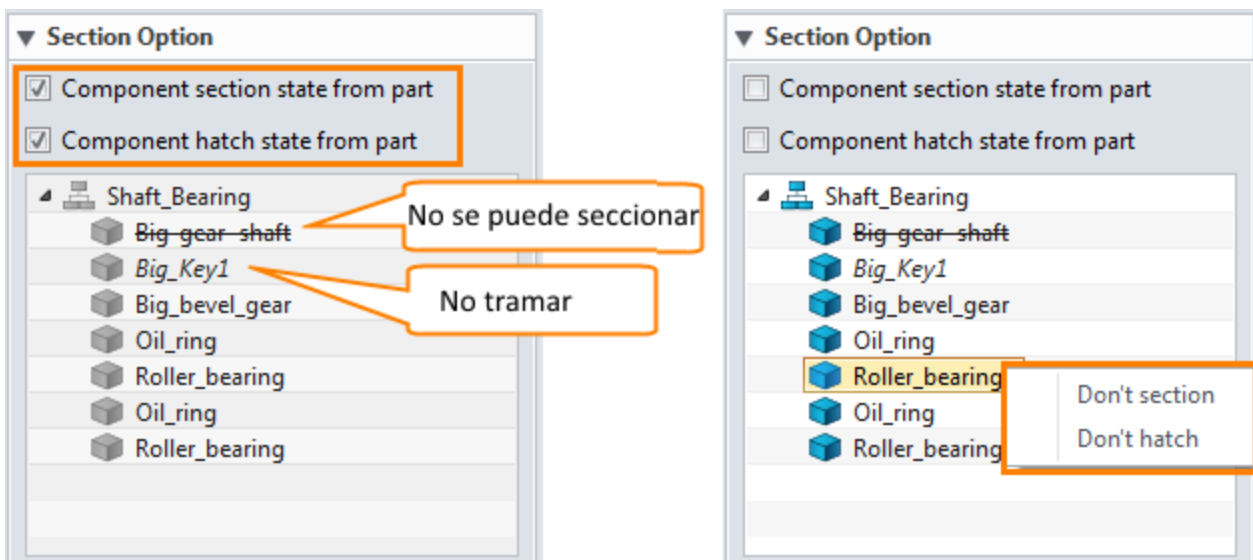 Section Option
Component section state from part
Component hatch state from part
Shaft_Bearing
Big_gear_shaft
Big_Key1
Big_bevel_gear
Oil_ring
Roller_bearing
Oil_ring
Roller_bearing
No se puede seccionar
No tramar
Section Option
Component section state from part
Component hatch state from part
Shaft_Bearing
Big_gear_shaft
Big_Key1
Big_bevel_gear
Oil_ring
Roller_bearing
Oil_ring
Roller_bearing
Don't section
Don't hatch